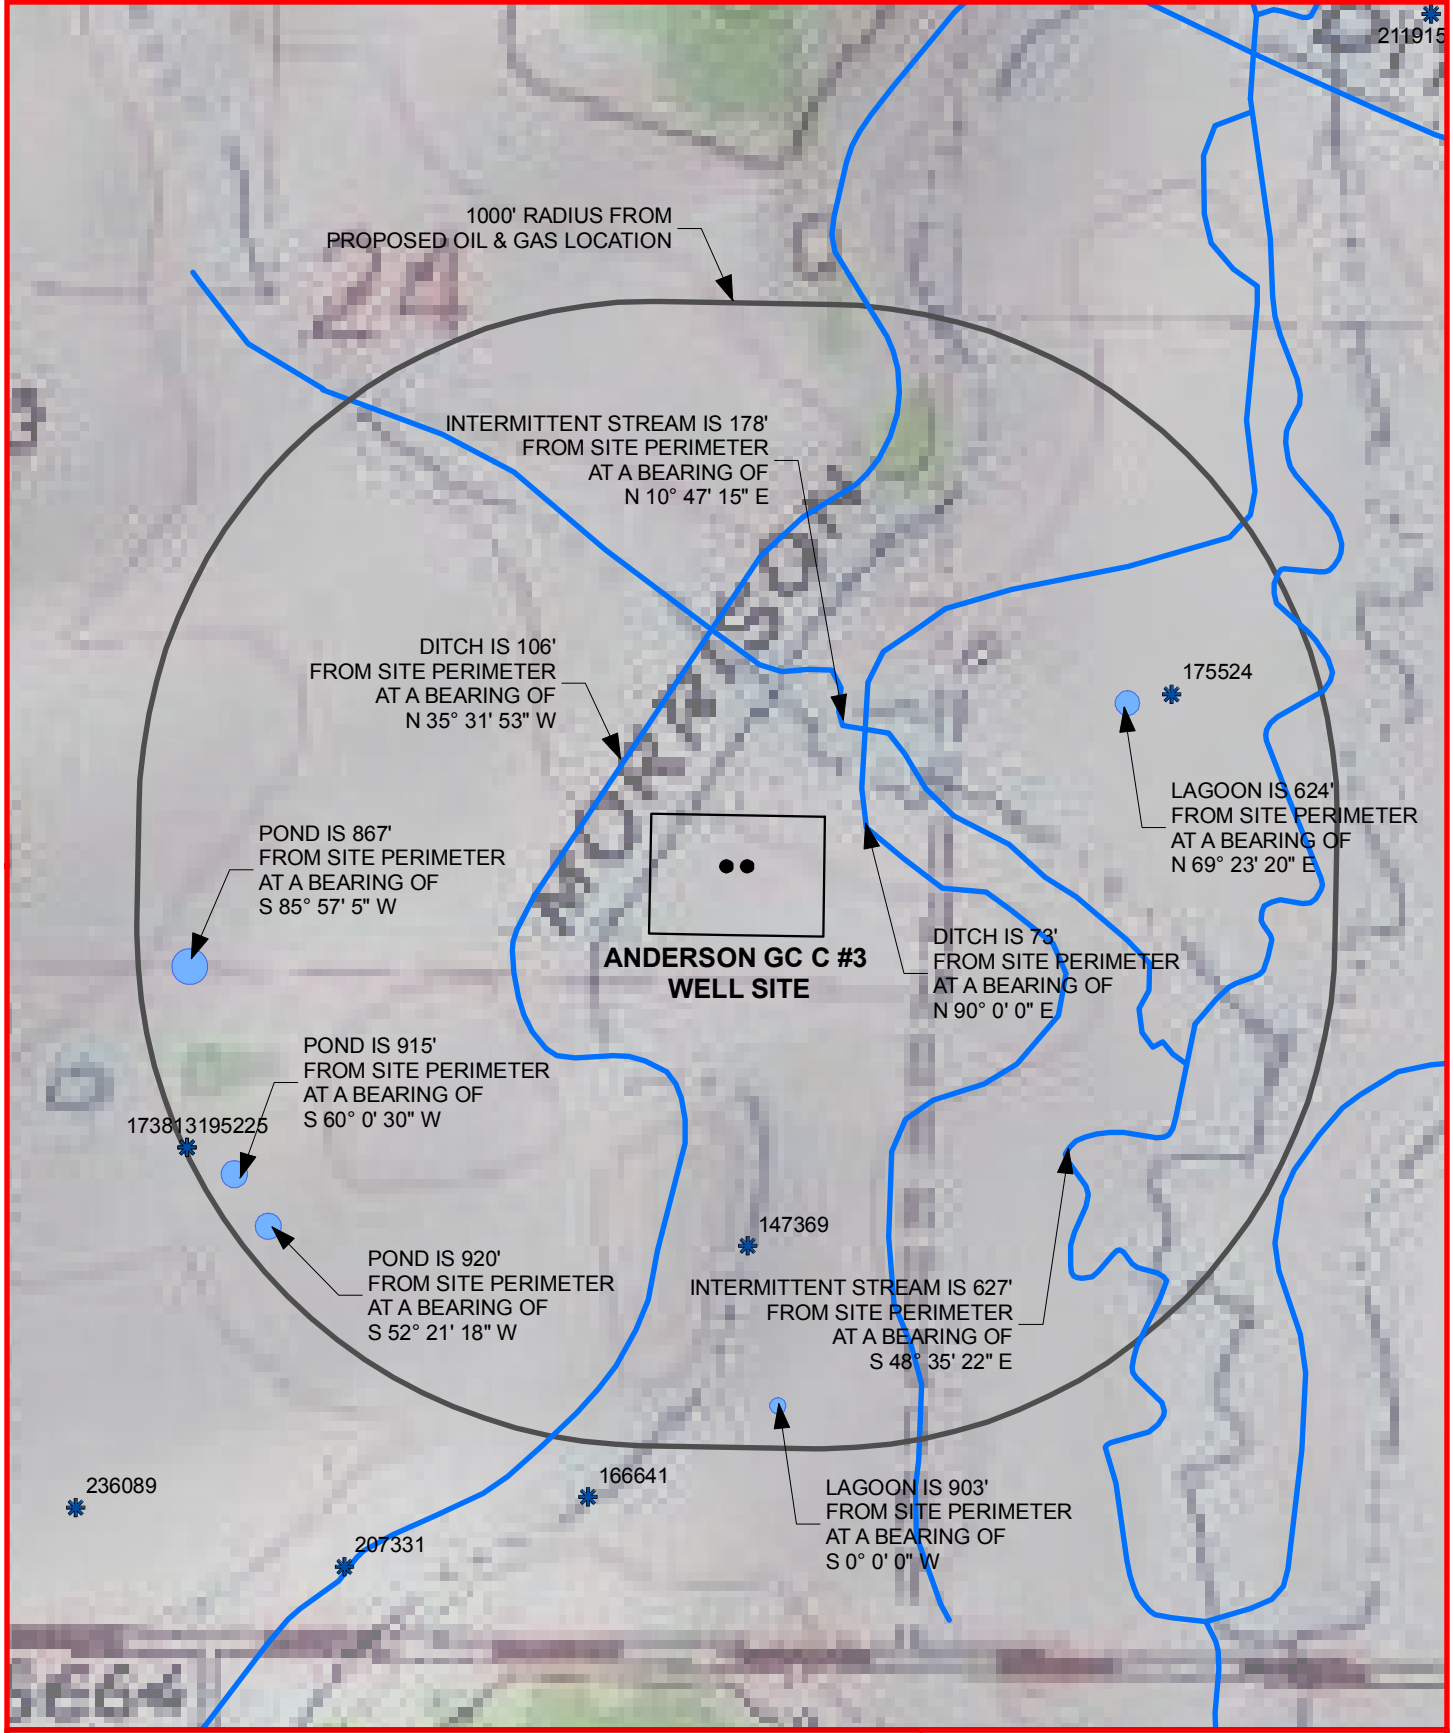 211915
1000' RADIUS FROM
PROPOSED OIL & GAS LOCATION
24
INTERMITTENT STREAM IS 178'
FROM SITE PERIMETER
AT A BEARING OF
N 10° 47' 15" E
DITCH IS 106'
FROM SITE PERIMETER
AT A BEARING OF
N 35° 31' 53" W
175524
LAGOON IS 624'
FROM SITE PERIMETER
AT A BEARING OF
N 69° 23' 20" E
POND IS 867'
FROM SITE PERIMETER
AT A BEARING OF
S 85° 57' 5" W
ANDERSON GC C #3
WELL SITE
DITCH IS 73'
FROM SITE PERIMETER
AT A BEARING OF
N 90° 0' 0" E
POND IS 915'
FROM SITE PERIMETER
AT A BEARING OF
S 60° 0' 30" W
173813195225
147369
POND IS 920'
FROM SITE PERIMETER
AT A BEARING OF
S 52° 21' 18" W
INTERMITTENT STREAM IS 627'
FROM SITE PERIMETER
AT A BEARING OF
S 48° 35' 22" E
236089
166641
LAGOON IS 903'
FROM SITE PERIMETER
AT A BEARING OF
S 0° 0' 0" W
207331